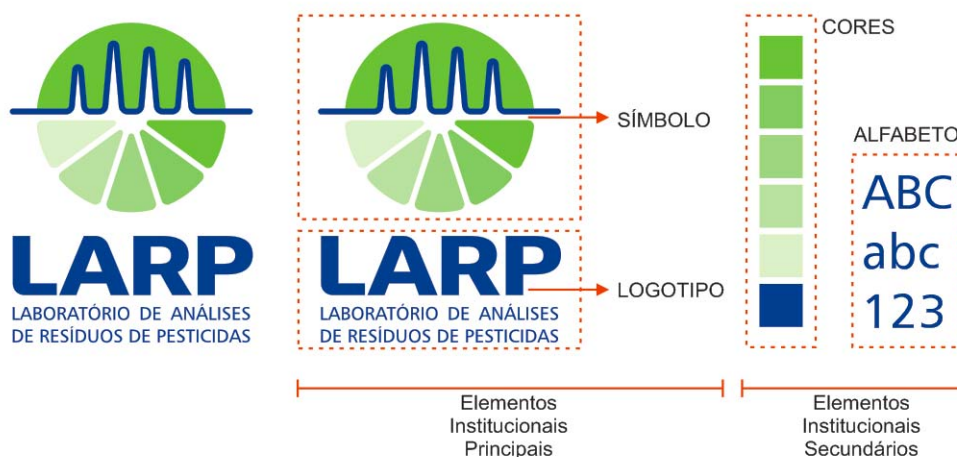 LARP
LABORATÓRIO DE ANÁLISES
DE RESÍDUOS DE PESTICIDAS
LARP
LABORATÓRIO DE ANÁLISES
DE RESÍDUOS DE PESTICIDAS
SÍMBOLO
LOGOTIPO
CORES
ALFABETO
ABC
abc
123
Elementos
Institucionais
Principais
Elementos
Institucionais
Secundários